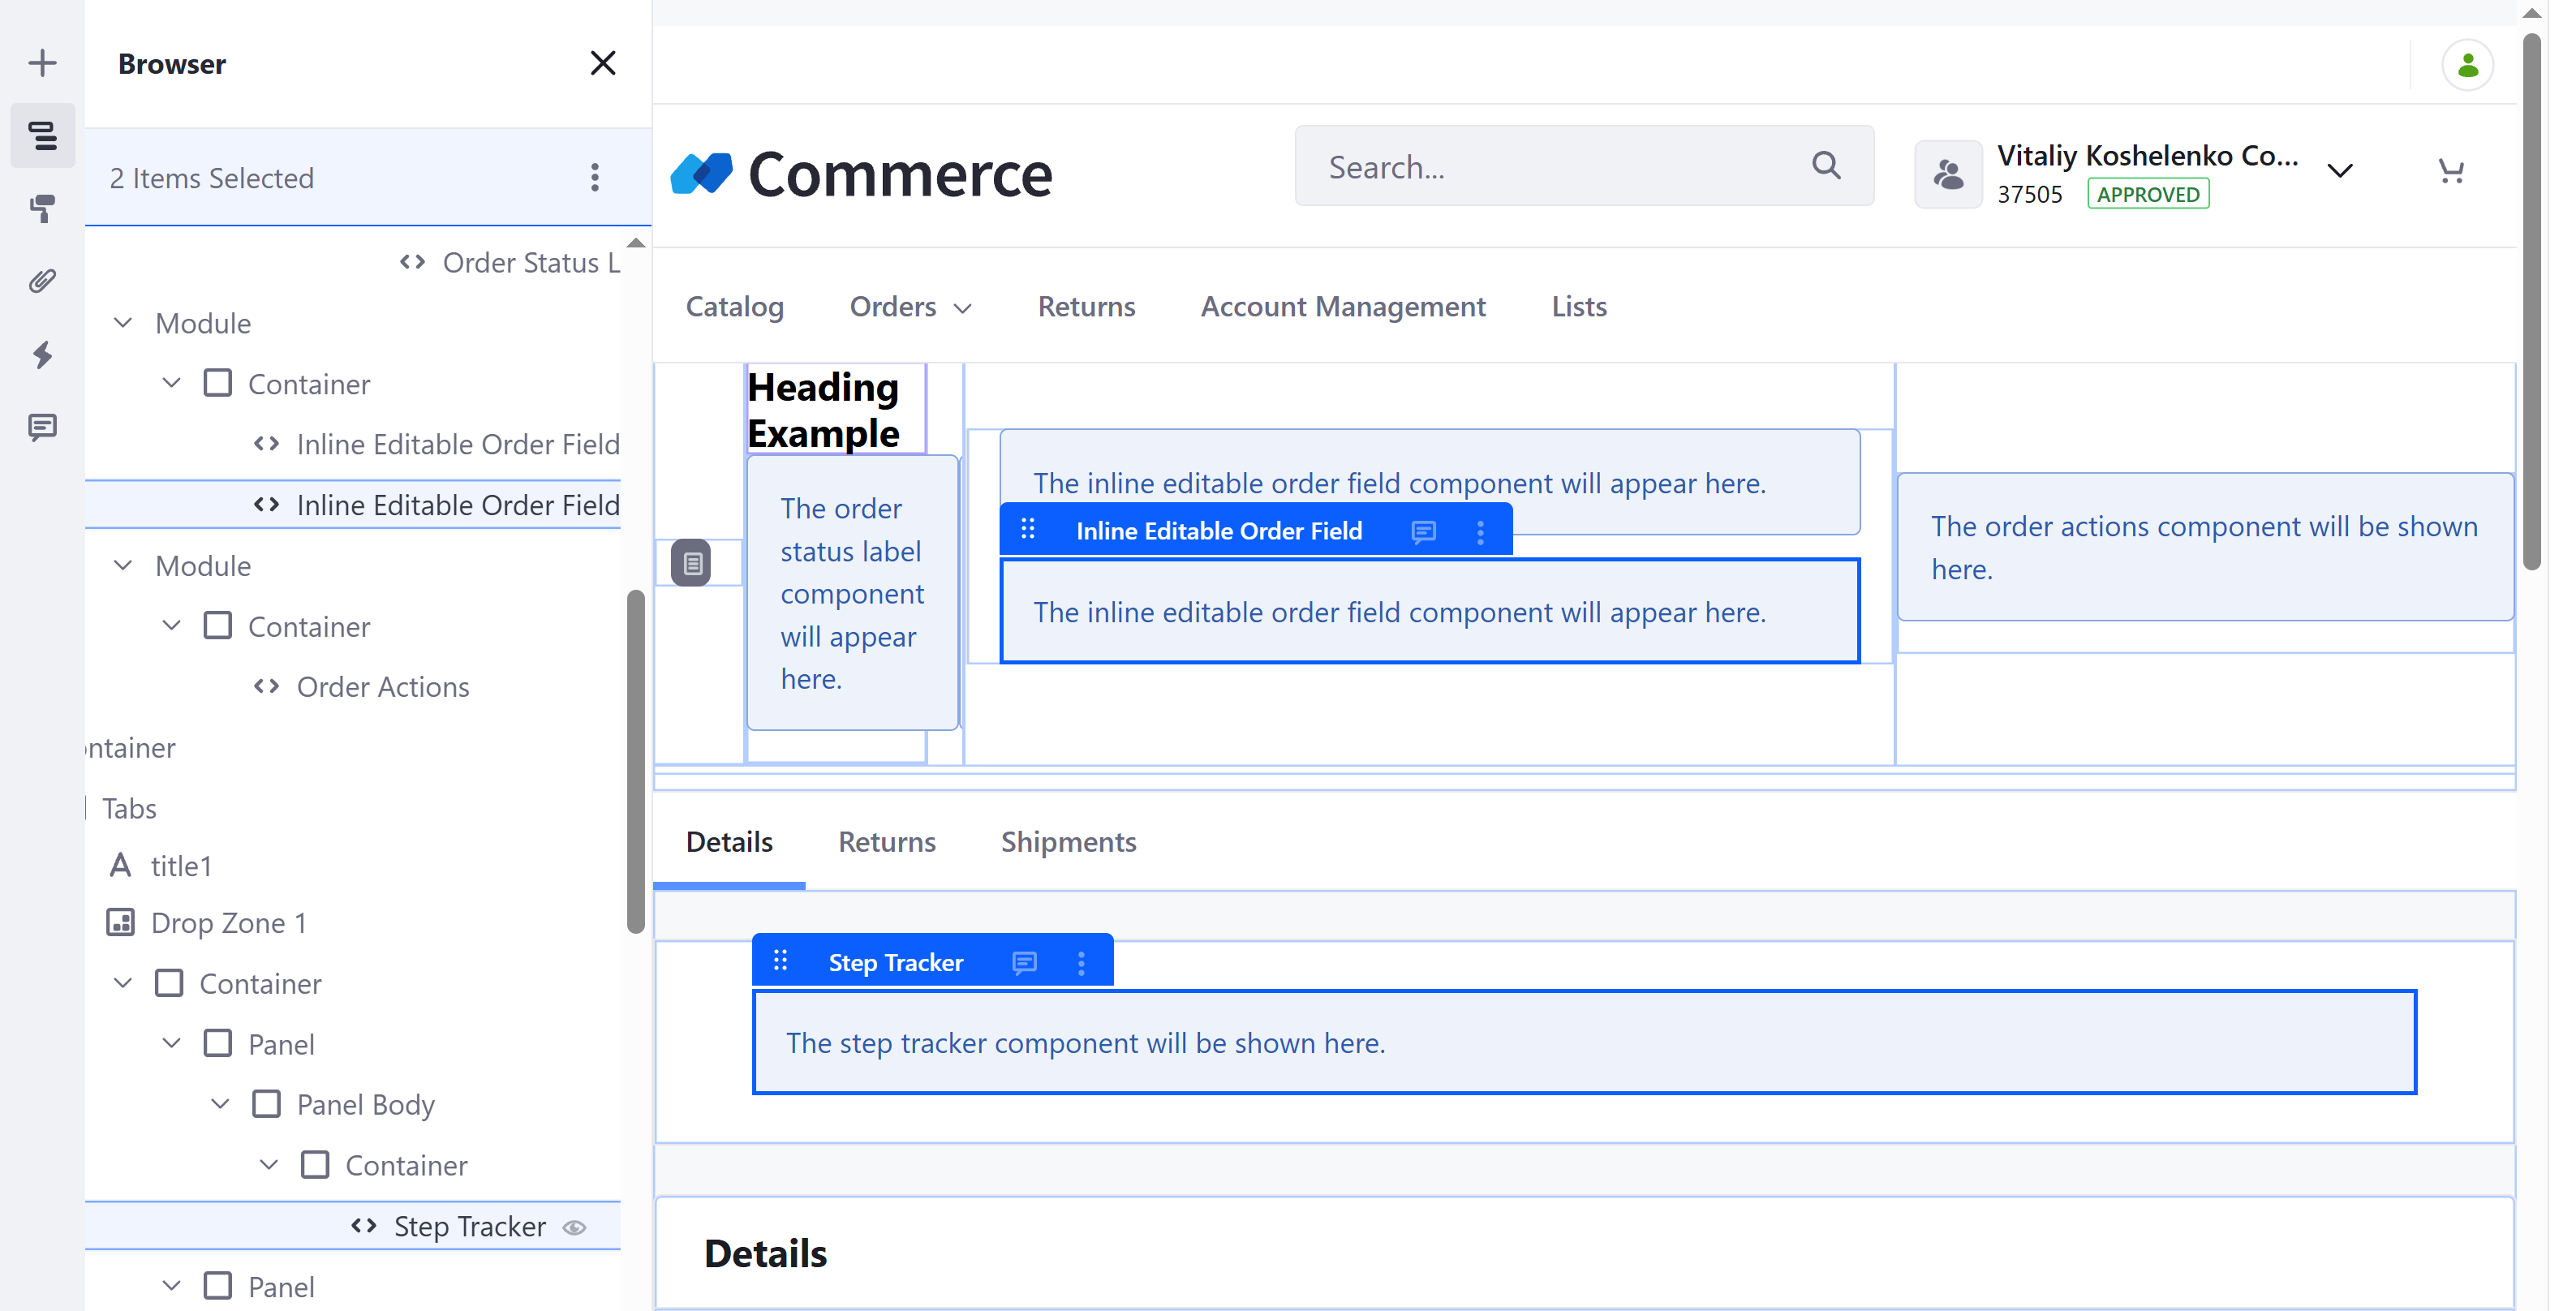 Browser
2 Items Selected
Order Status L
Module
Container
Inline Editable Order Field
Inline Editable Order Field
Module
Container
Order Actions
ntainer
Tabs
title1
Drop Zone 1
Container
Panel
Panel Body
Container
Step Tracker
Panel
Commerce
Search...
Vitaliy Koshelenko Co...
37505 APPROVED
Catalog Orders Returns Account Management Lists
Heading
Example
The order
status label
component
will appear
here.
The inline editable order field component will appear here.
Inline Editable Order Field
The inline editable order field component will appear here.
The order actions component will be shown
here.
Details Returns Shipments
Step Tracker
The step tracker component will be shown here.
Details